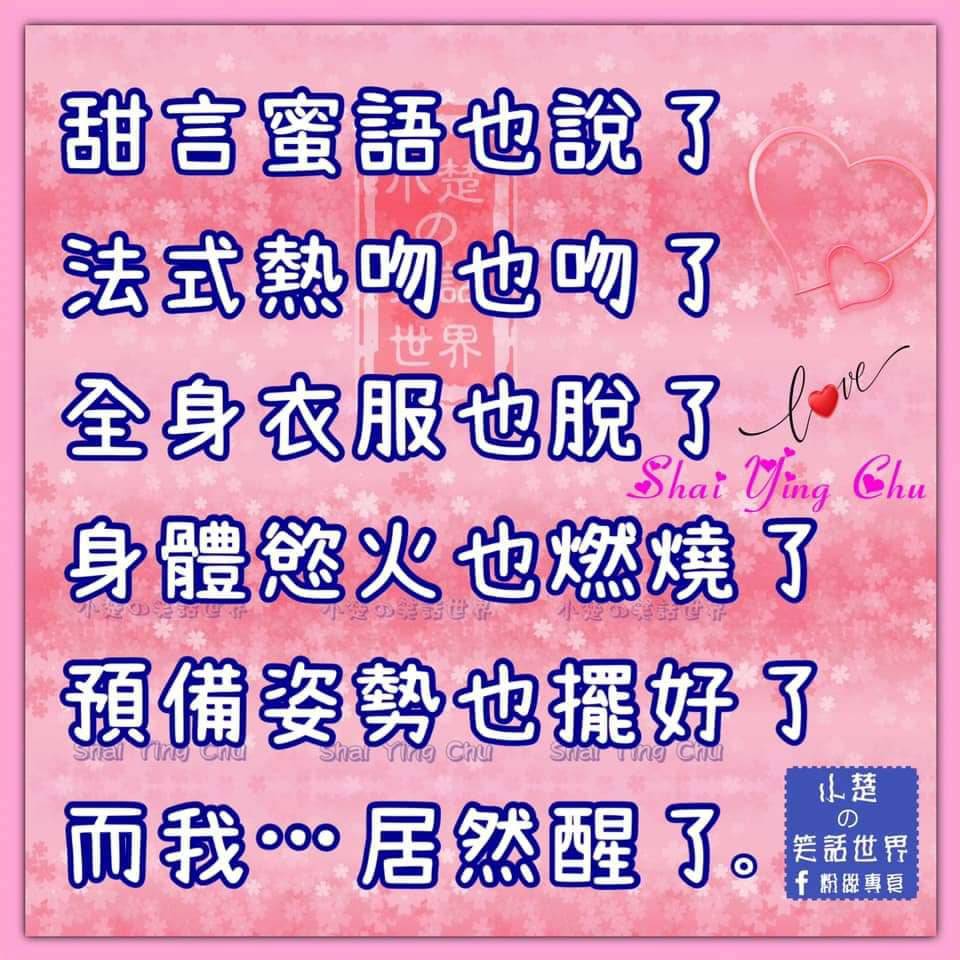 甜言蜜語也說了
小楚
の
笑話
世界
法式熱吻也吻了
全身衣服也脫了
love
Shai Ying Chu
身體慾火也燃燒了
小楚の笑話世界 小楚の笑話世界 小楚の笑話世界
預備姿勢也擺好了
Shai Ying Chu Shai Ying Chu Shai Ying Chu
而我…居然醒了。
小楚
の
笑話世界
f 粉絲專頁